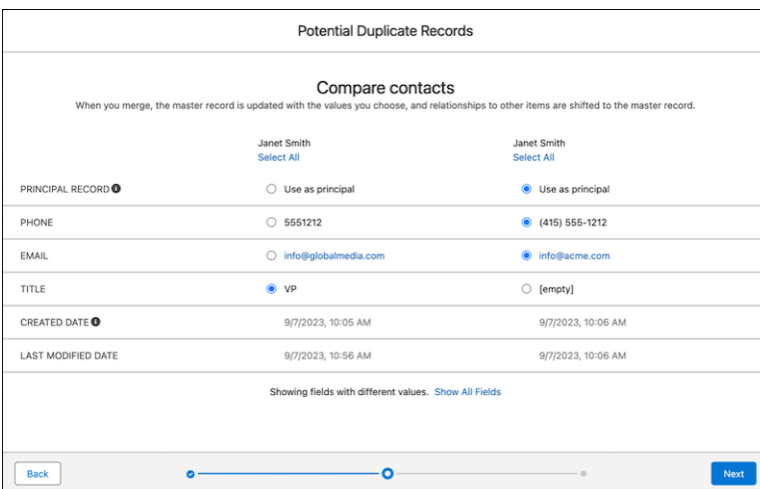 Potential Duplicate Records
Compare contacts
When you merge, the master record is updated with the values you choose, and relationships to other items are shifted to the master record.
Janet Smith Janet Smith
Select All Select All
PRINCIPAL RECORD Use as principal Use as principal
PHONE 5551212 (415) 555-1212
EMAIL info@globalmedia.com info@acme.com
TITLE VP [empty]
CREATED DATE 9/7/2023, 10:05 AM 9/7/2023, 10:06 AM
LAST MODIFIED DATE 9/7/2023, 10:56 AM 9/7/2023, 10:06 AM
Showing fields with different values. Show All Fields
Back Next